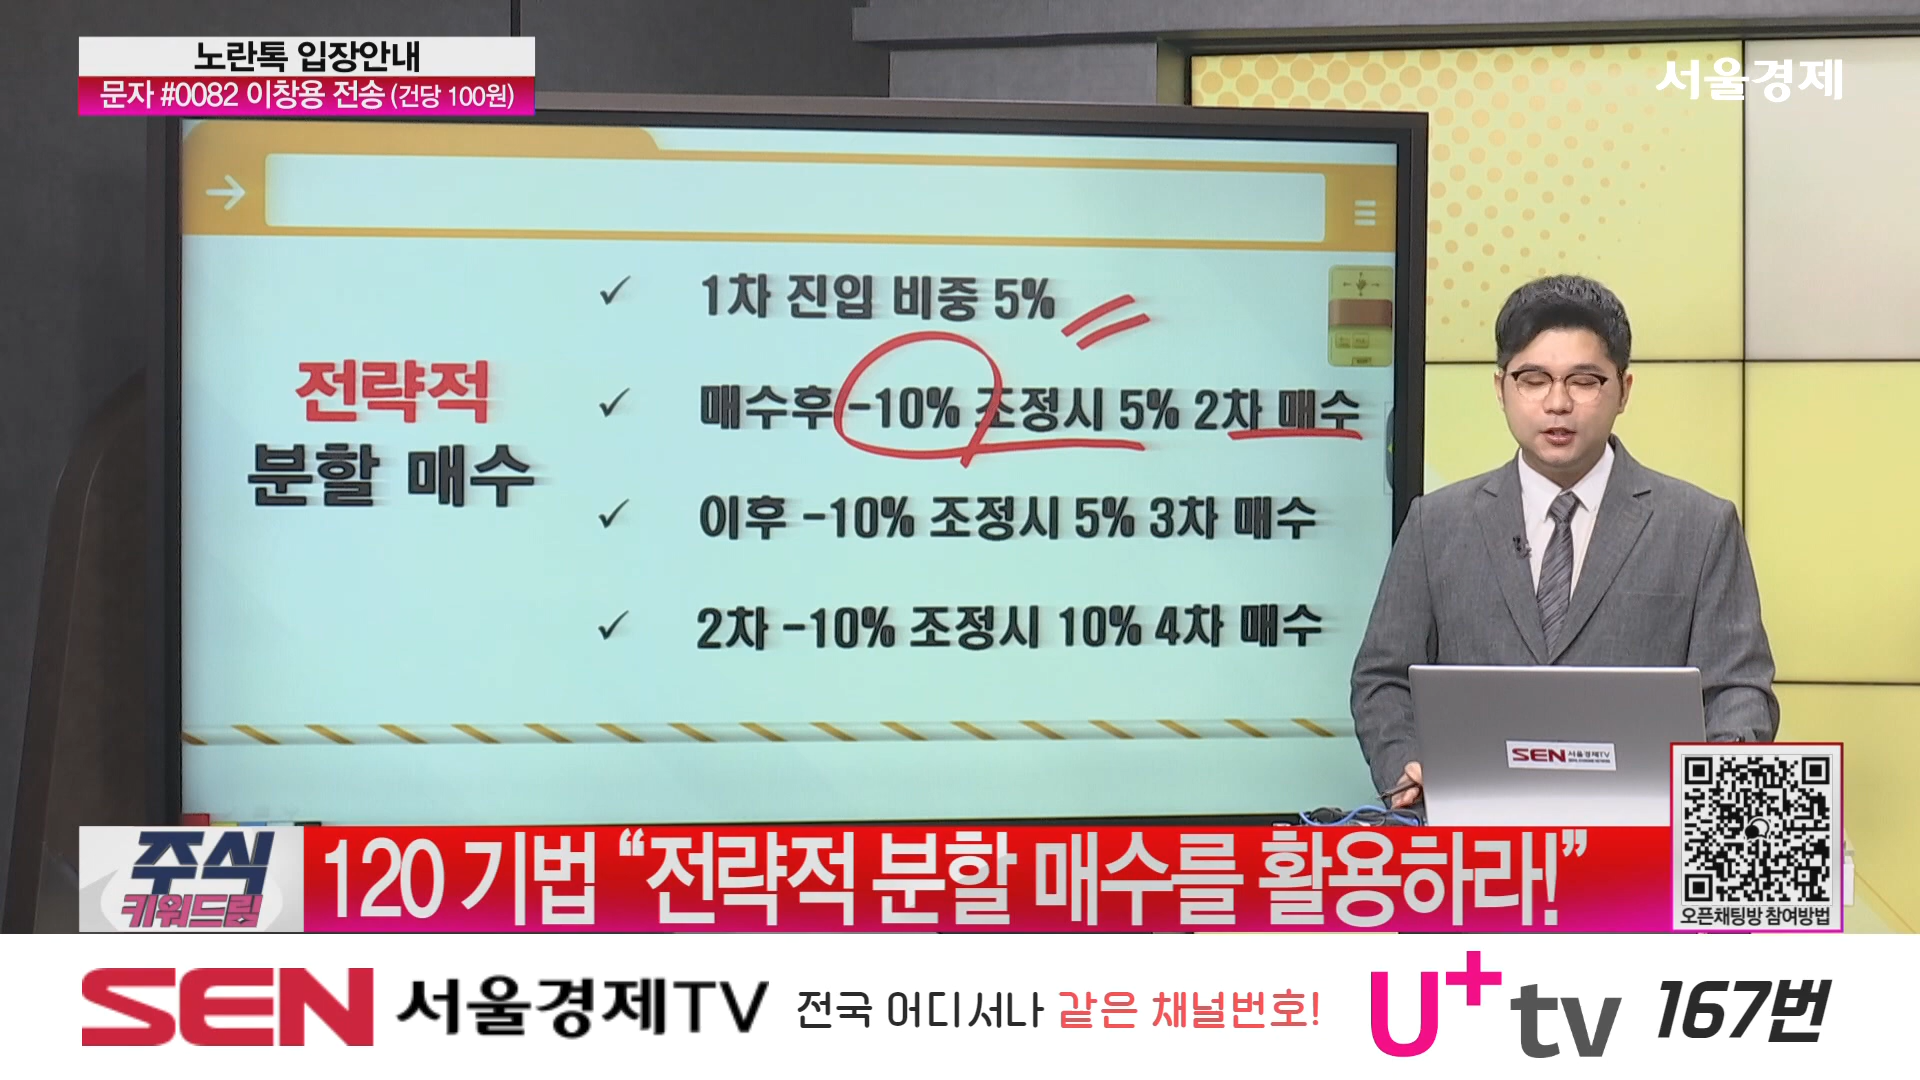 노란톡 입장안내
문자 #0082 이창용 전송 (건당 100원)
서울경제
전략적
분할 매수
✓ 1차 진입 비중 5%
✓ 매수후 -10% 조정시 5% 2차 매수
✓ 이후 -10% 조정시 5% 3차 매수
✓ 2차 -10% 조정시 10% 4차 매수
SEN 서울경제TV
주식
키워드림
120 기법 “전략적 분할 매수를 활용하라!”
오픈채팅방 참여방법
SEN 서울경제TV 전국 어디서나 같은 채널번호! U+tv 167번